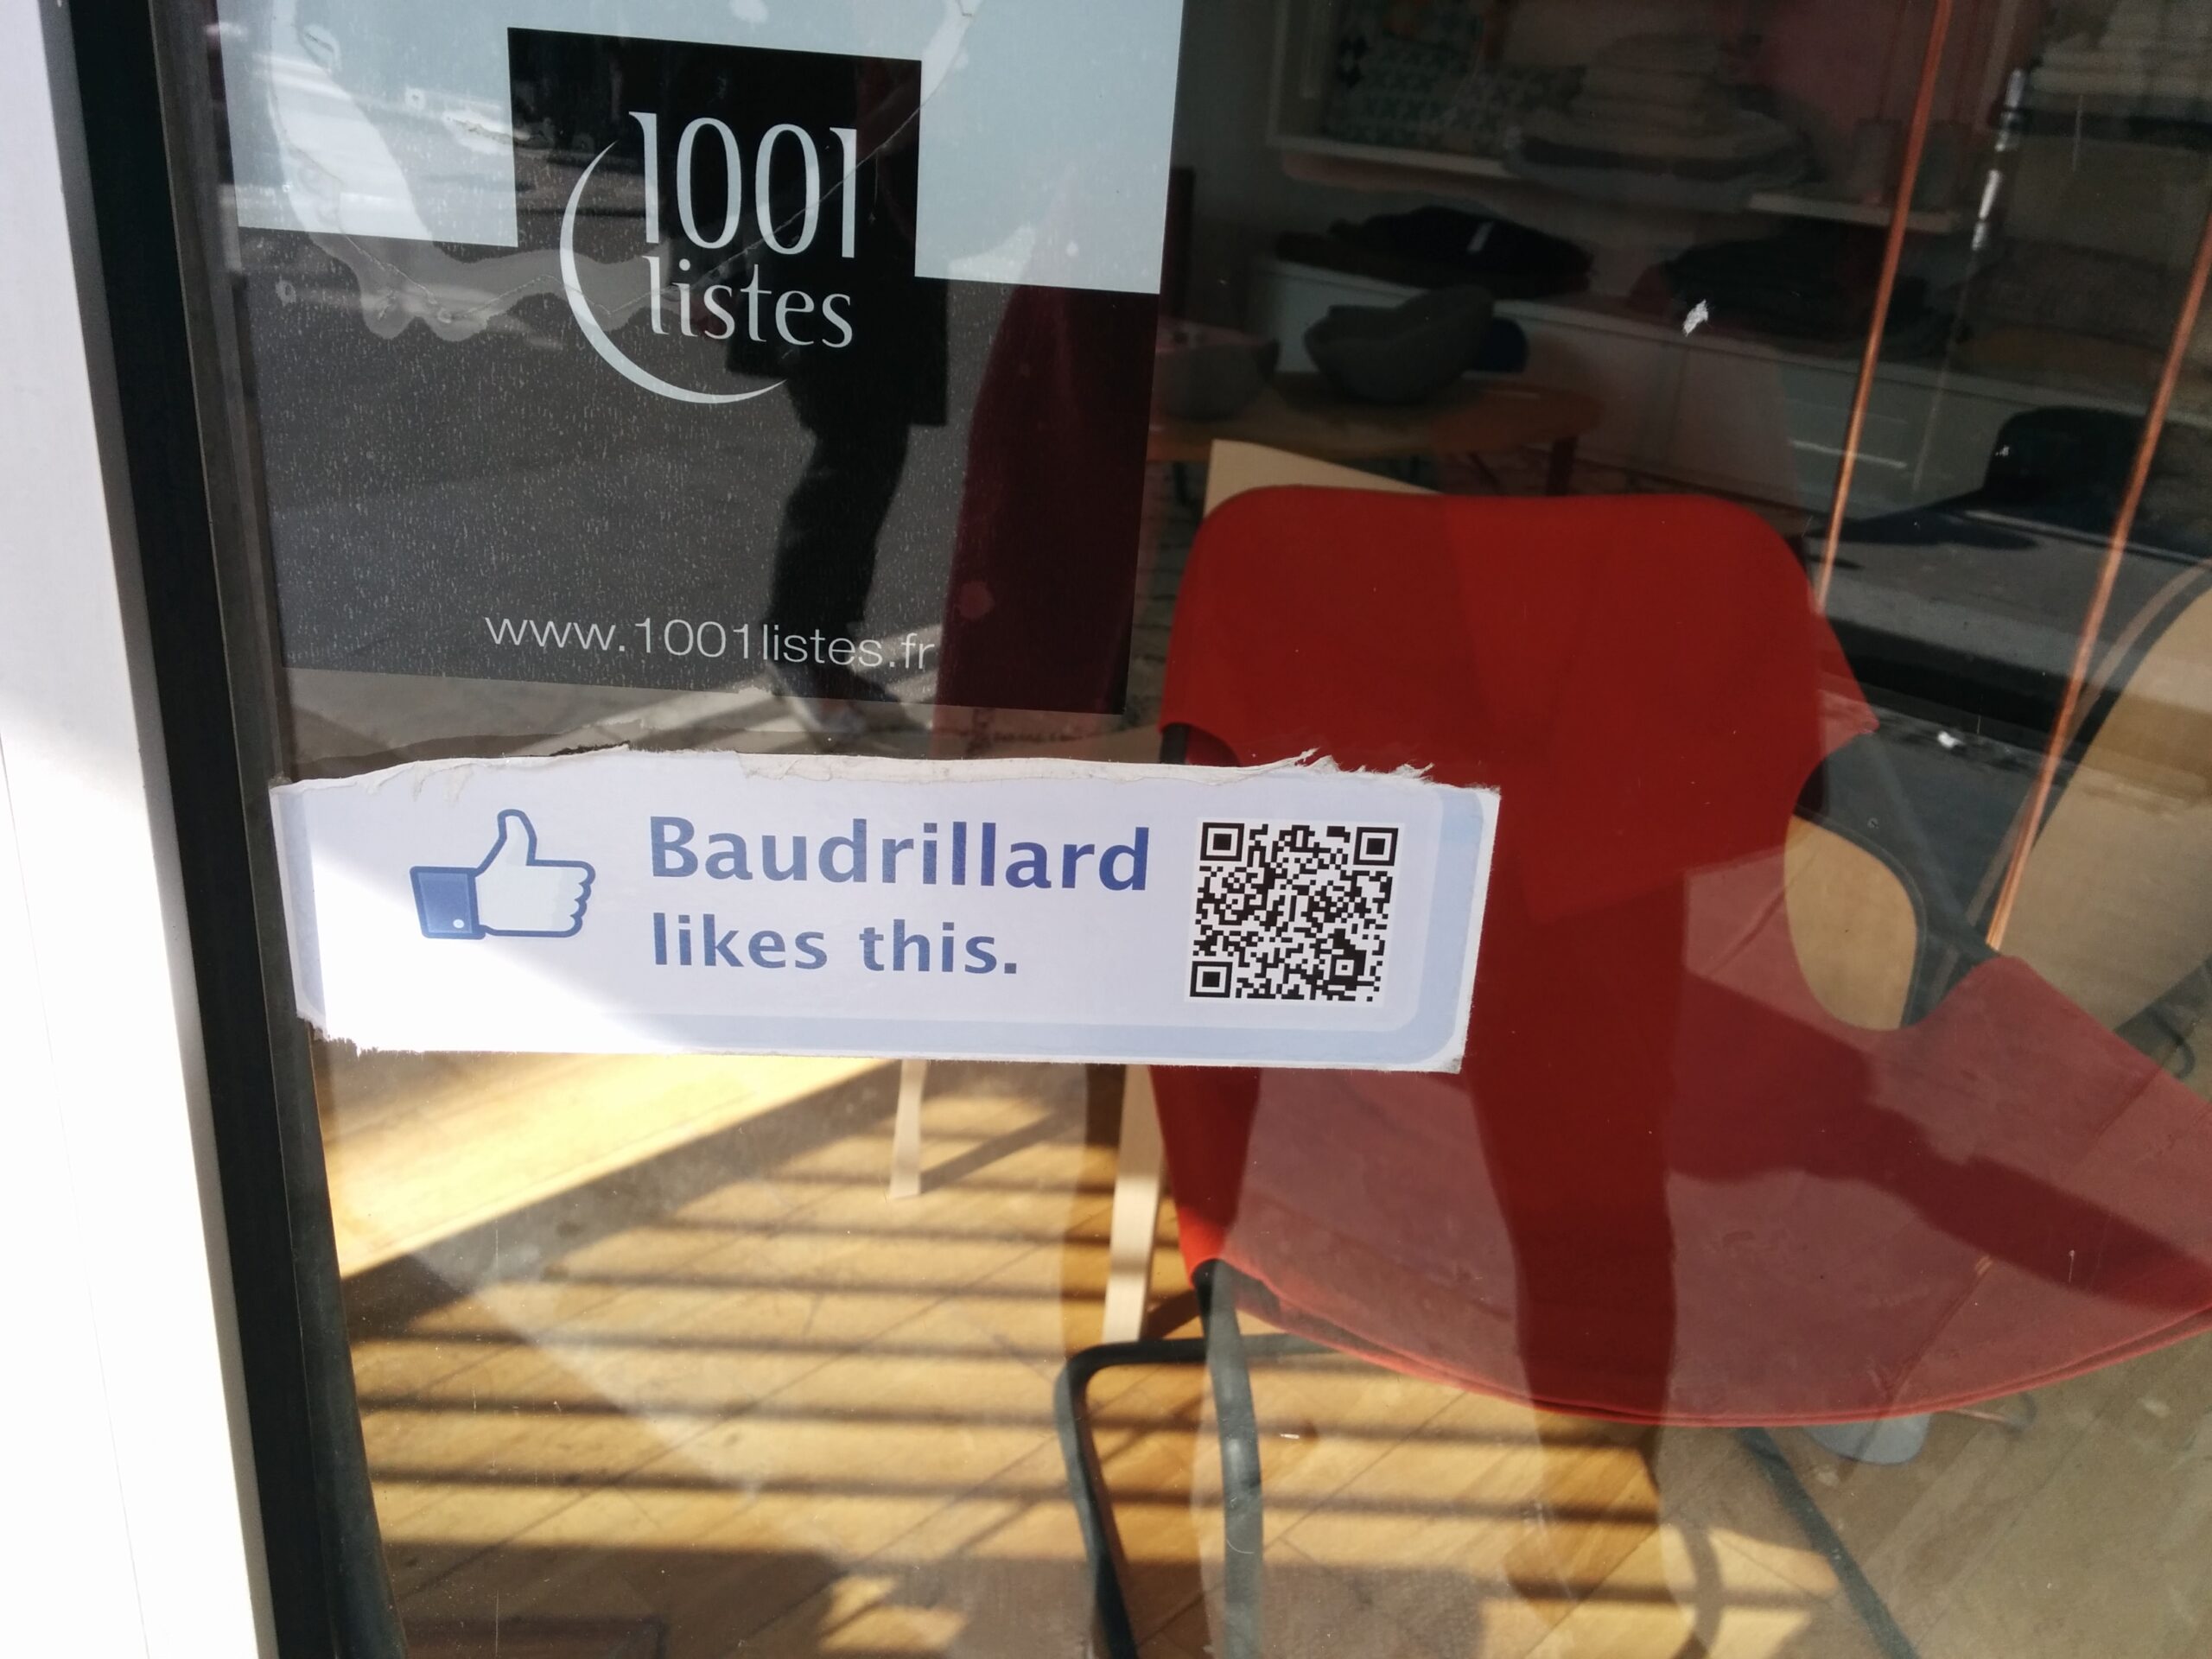 1001
listes
www.1001listes.fr
Baudrillard
likes this.